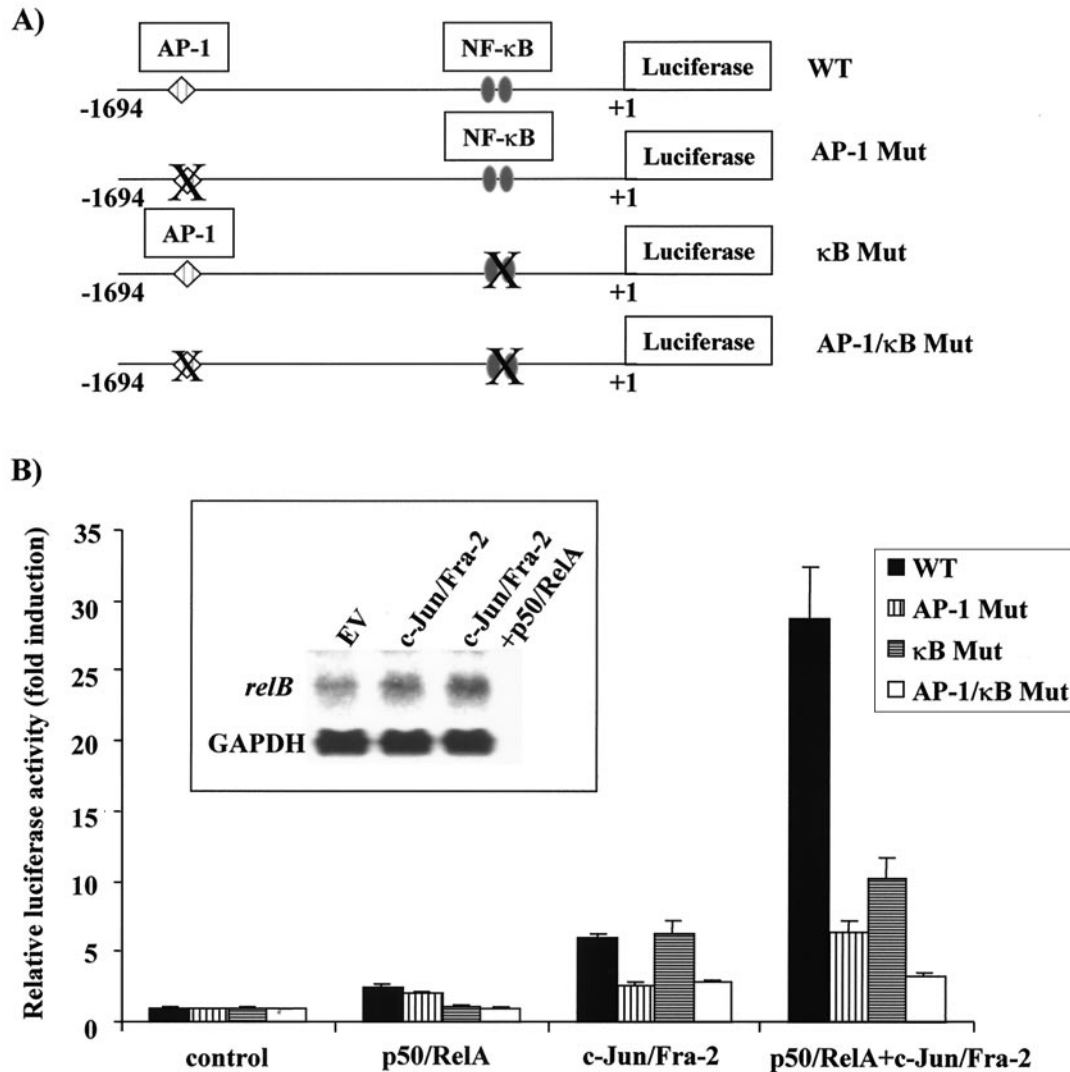 A)
AP-1
NF-κB
Luciferase
WT
-1694
+1
NF-κB
Luciferase
AP-1 Mut
X
-1694
+1
AP-1
Luciferase
κB Mut
X
-1694
+1
Luciferase
AP-1/κB Mut
X
X
-1694
+1
B)
Relative luciferase activity (fold induction)
35
30
25
20
15
10
5
0
EV
c-Jun/Fra-2
c-Jun/Fra-2
+p50/RelA
relB
GAPDH
WT
AP-1 Mut
κB Mut
AP-1/κB Mut
control
p50/RelA
c-Jun/Fra-2
p50/RelA+c-Jun/Fra-2